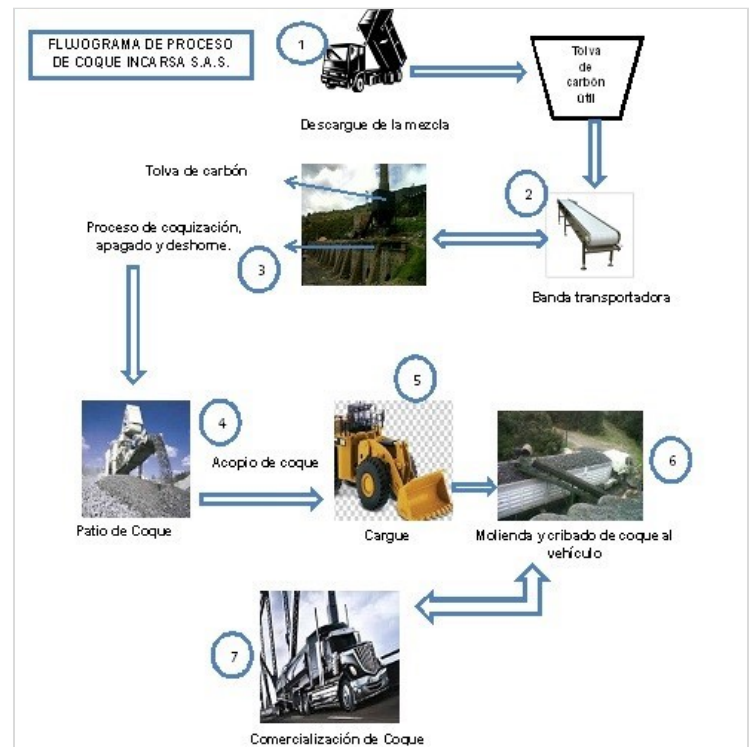 FLUJOGRAMA DE PROCESO
DE COQUE INCARSA S.A.S.
1
Tolva
de
carbón
útil
Descargue de la mezcla
Tolva de carbón
2
Proceso de coquización,
apagado y deshorne.
3
Banda transportadora
4
5
Acopio de coque
6
Patio de Coque
Cargue
Molienda y cribado de coque al
vehículo
7
Comercialización de Coque